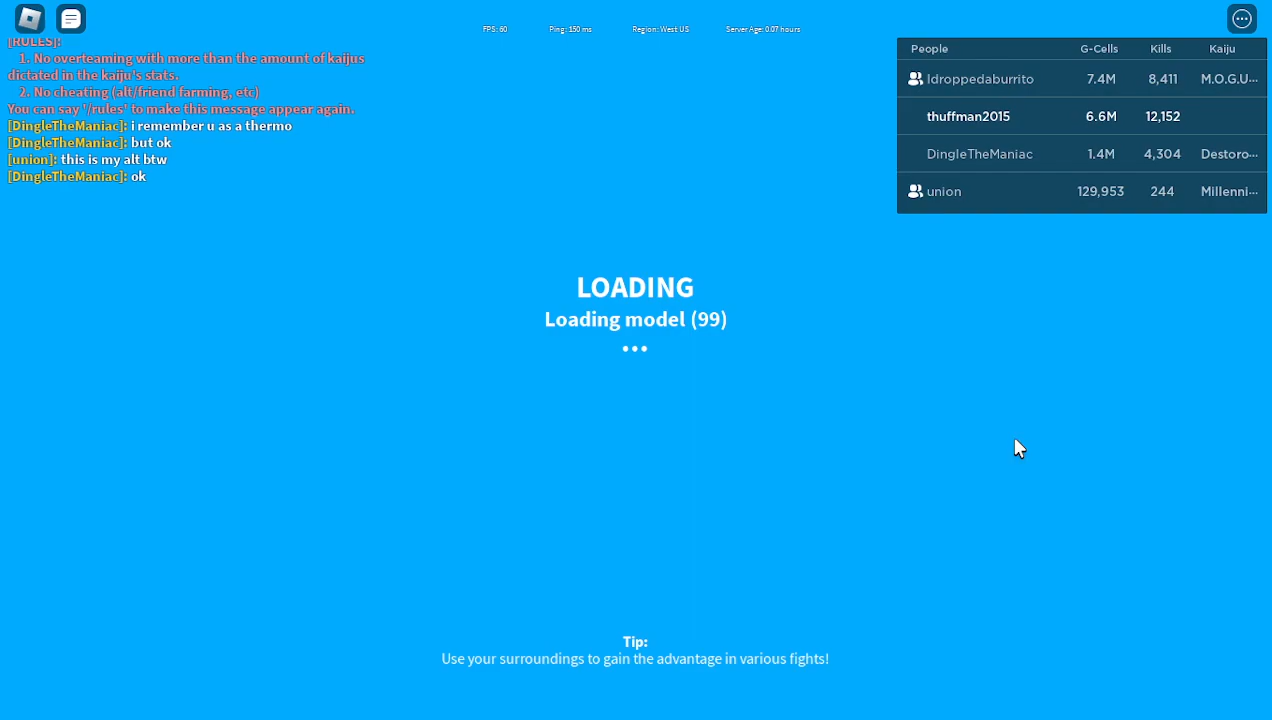 FPS: 60 Ping: 150 ms Region: West US Server Age: 0.07 hours
[RULES]:
1. No overteaming with more than the amount of kaijus
dictated in the kaiju's stats.
2. No cheating (alt/friend farming, etc)
You can say '/rules' to make this message appear again.
[DingleTheManiac]: i remember u as a thermo
[DingleTheManiac]: but ok
[union]: this is my alt btw
[DingleTheManiac]: ok
People G-Cells Kills Kaiju
Idroppedaburrito 7.4M 8,411 M.O.G.U...
thuffman2015 6.6M 12,152
DingleTheManiac 1.4M 4,304 Destoro...
union 129,953 244 Millenni...
LOADING
Loading model (99)
...
Tip:
Use your surroundings to gain the advantage in various fights!